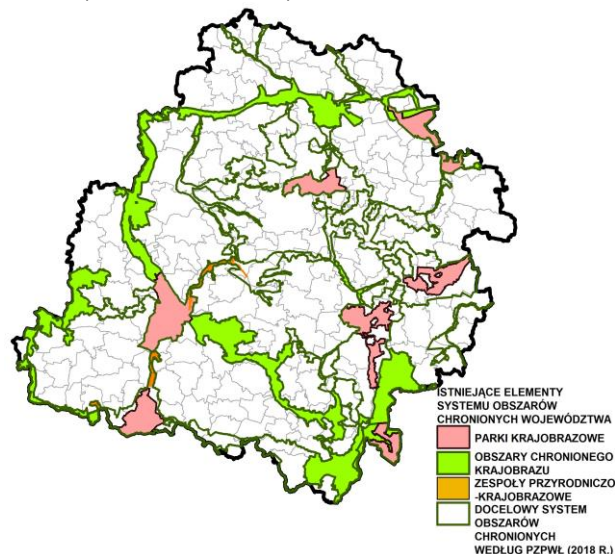 ISTNIEJĄCE ELEMENTY
SYSTEMU OBSZARÓW
CHRONIONYCH WOJEWÓDZTWA
PARKI KRAJOBRAZOWE
OBSZARY CHRONIONEGO
KRAJOBRAZU
ZESPOŁY PRZYRODNICZO
-KRAJOBRAZOWE
DOCELOWY SYSTEM
OBSZARÓW
CHRONIONYCH
WEDŁUG PZPWŁ (2018 R.)